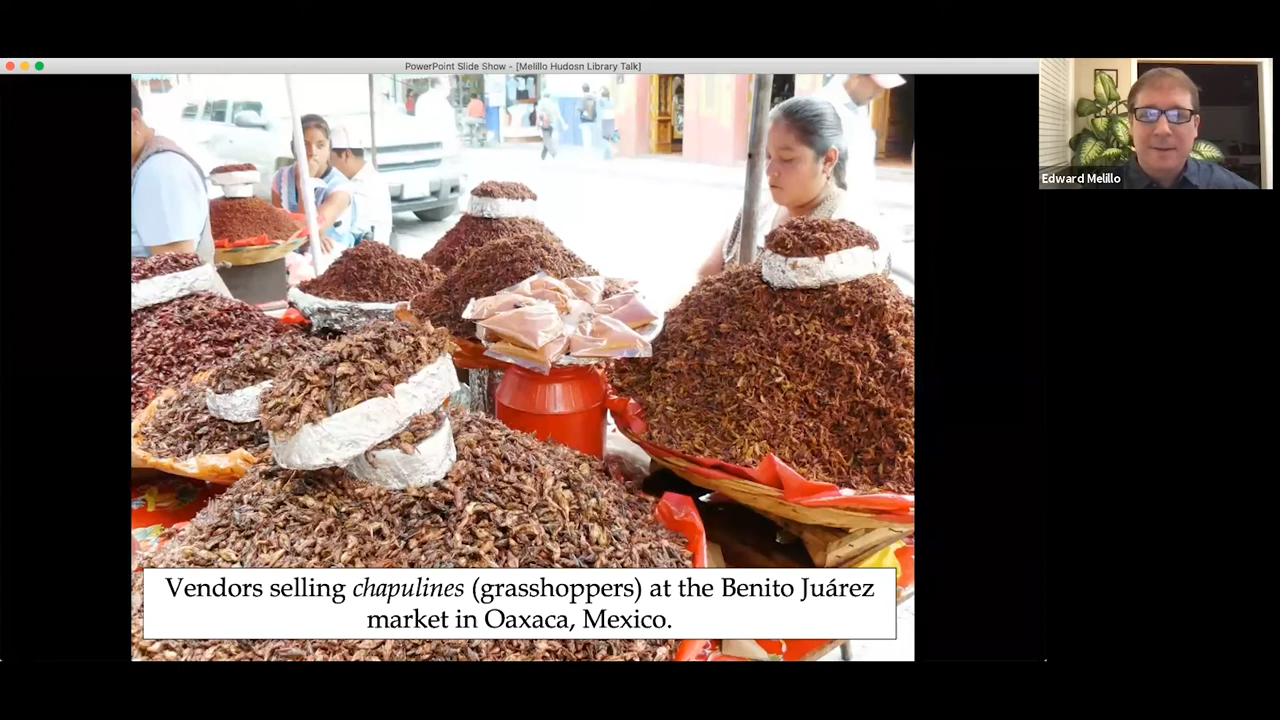 PowerPoint Slide Show - [Melillo Hudosn Library Talk]
Edward Melillo
Vendors selling chapulines (grasshoppers) at the Benito Juárez
market in Oaxaca, Mexico.